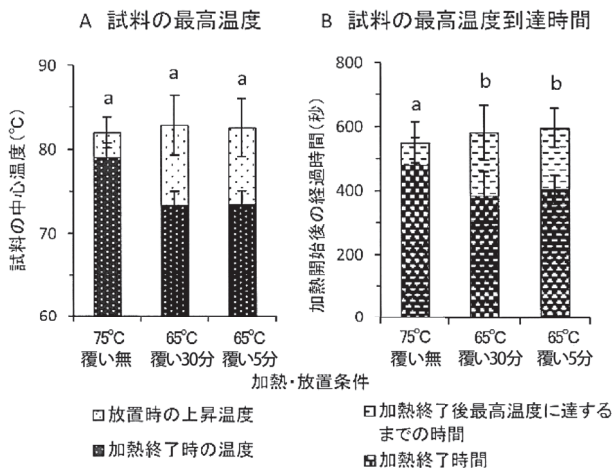 A 試料の最高温度
試料の中心温度(℃)
90
80
70
60
a
a
a
75℃
覆い無
65℃
覆い30分
65℃
覆い5分
B 試料の最高温度到達時間
加熱開始後の経過時間(秒)
800
600
400
200
0
a
b
b
75℃
覆い無
65℃
覆い30分
65℃
覆い5分
加熱・放置条件
放置時の上昇温度
加熱終了時の温度
加熱終了後最高温度に達する
までの時間
加熱終了時間